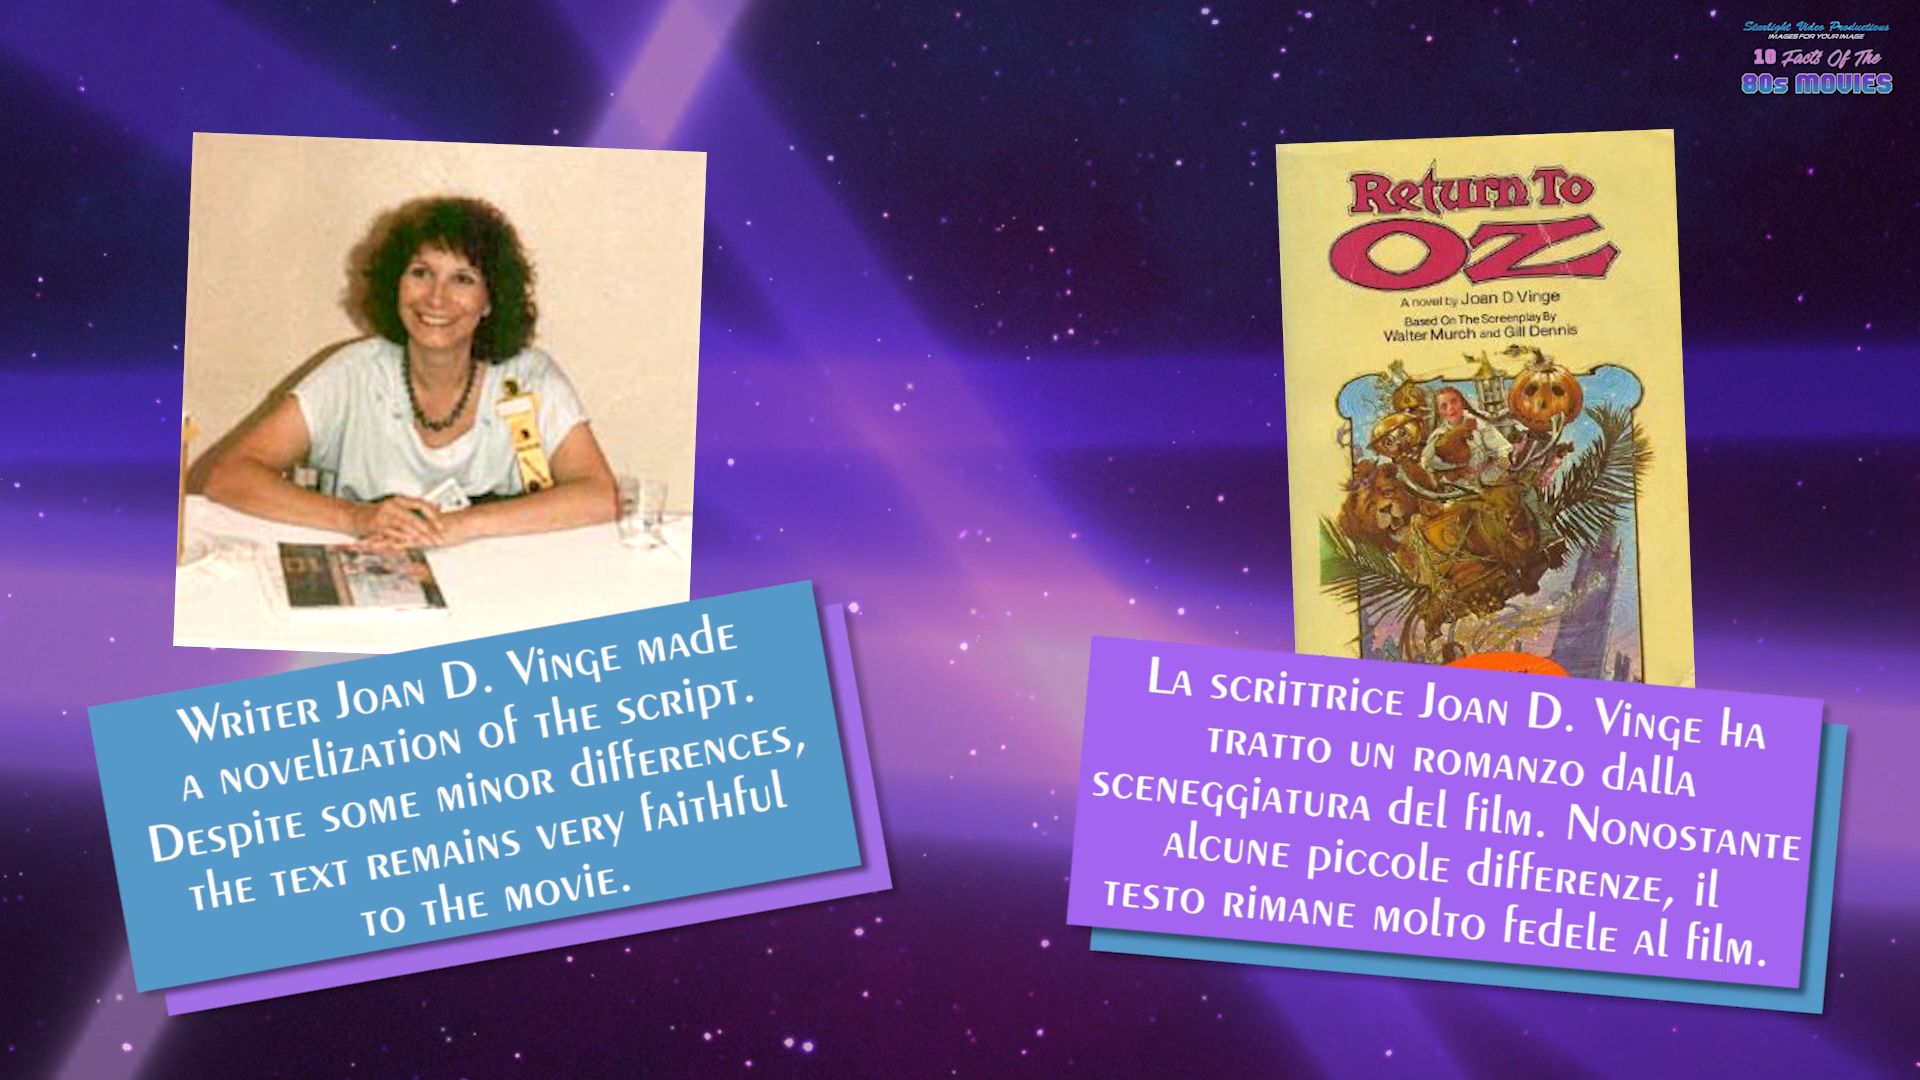 Starlight Video Productions
IMAGES FOR YOUR IMAGE
10 Facts Of The
80s MOVIES
Return To
OZ
A novel by Joan D Vinge
Based On The Screenplay By
Walter Murch and Gill Dennis
Writer Joan D. Vinge made
a novelization of the script.
Despite some minor differences,
the text remains very faithful
to the movie.
La scrittrice Joan D. Vinge ha
tratto un romanzo dalla
sceneggiatura del film. Nonostante
alcune piccole differenze, il
testo rimane molto fedele al film.